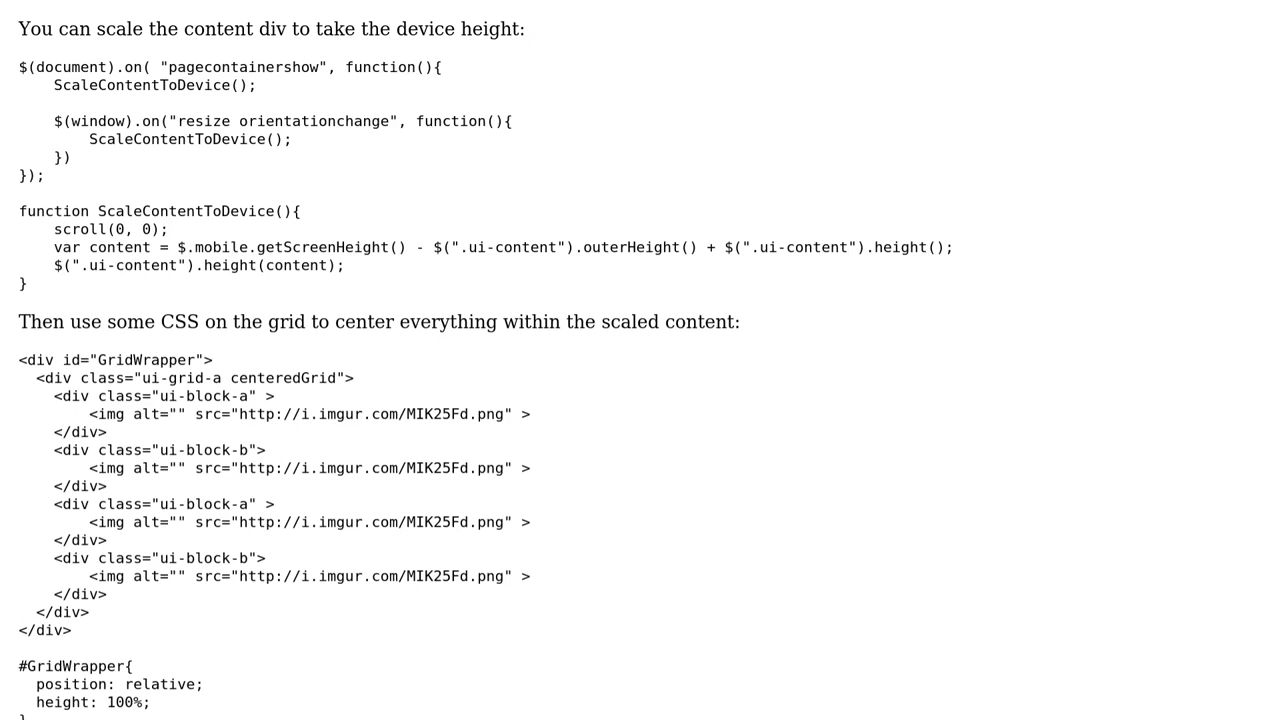 You can scale the content div to take the device height:
$(document).on( "pagecontainershow", function(){
    ScaleContentToDevice();

    $(window).on("resize orientationchange", function(){
        ScaleContentToDevice();
    })
});

function ScaleContentToDevice(){
    scroll(0, 0);
    var content = $.mobile.getScreenHeight() - $(".ui-content").outerHeight() + $(".ui-content").height();
    $(".ui-content").height(content);
}
Then use some CSS on the grid to center everything within the scaled content:
<div id="GridWrapper">
  <div class="ui-grid-a centeredGrid">
    <div class="ui-block-a" >
        <img alt="" src="http://i.imgur.com/MIK25Fd.png" >
    </div>
    <div class="ui-block-b">
        <img alt="" src="http://i.imgur.com/MIK25Fd.png" >
    </div>
    <div class="ui-block-a" >
        <img alt="" src="http://i.imgur.com/MIK25Fd.png" >
    </div>
    <div class="ui-block-b">
        <img alt="" src="http://i.imgur.com/MIK25Fd.png" >
    </div>
  </div>
</div>

#GridWrapper{
  position: relative;
  height: 100%;
}